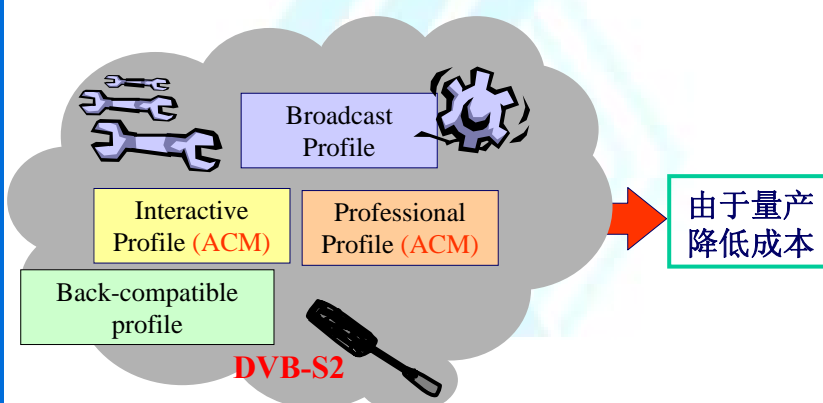 Broadcast
Profile
Interactive
Profile (ACM)
Professional
Profile (ACM)
Back-compatible
profile
DVB-S2
由于量产
降低成本